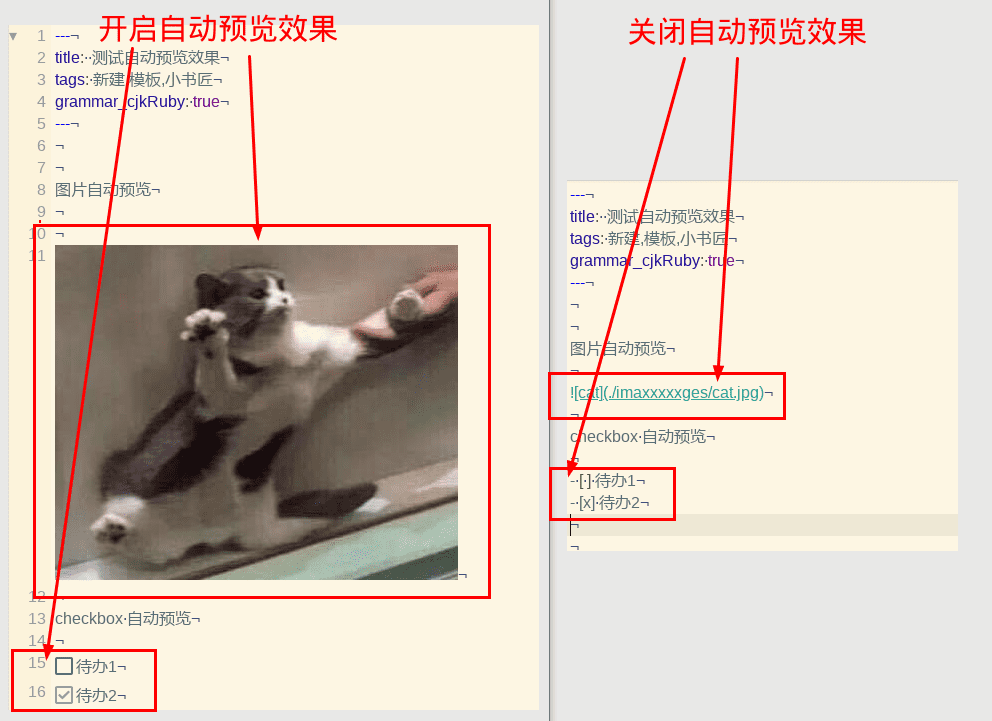 开启自动预览效果
1 ---¬
2 title:··测试自动预览效果¬
3 tags:·新建,模板,小书匠¬
4 grammar_cjkRuby:·true¬
5 ---¬
6 ¬
7 ¬
8 图片自动预览¬
9 ¬
10 ¬
11 ¬
12
13 checkbox·自动预览¬
14 ¬
15 待办1¬
16 待办2¬
关闭自动预览效果
---¬
title:··测试自动预览效果¬
tags:·新建,模板,小书匠¬
grammar_cjkRuby:·true¬
---¬
¬
¬
图片自动预览¬
¬
![cat](./imaxxxxxges/cat.jpg)¬
¬
checkbox·自动预览¬
¬
-·[·]·待办1¬
-·[x]·待办2¬
¬
¬